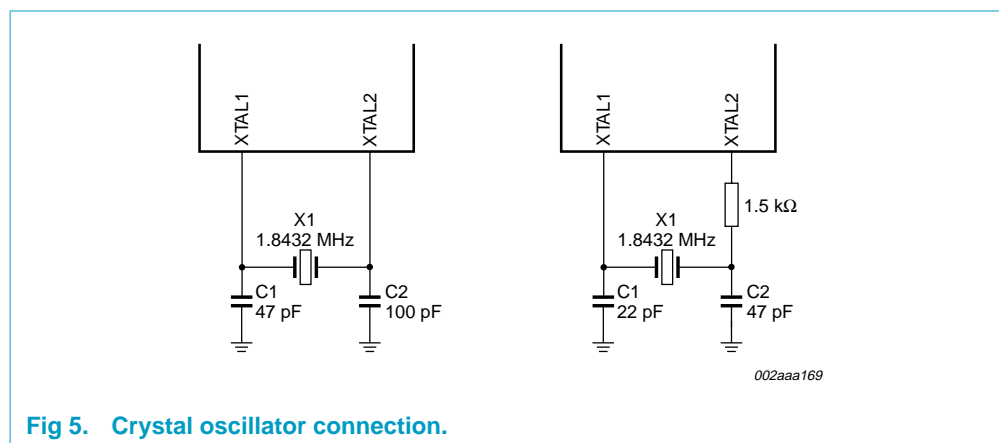 XTAL1
XTAL2
X1
1.8432 MHz
C1
47 pF
C2
100 pF
XTAL1
XTAL2
1.5 kΩ
X1
1.8432 MHz
C1
22 pF
C2
47 pF
002aaa169
Fig 5. Crystal oscillator connection.